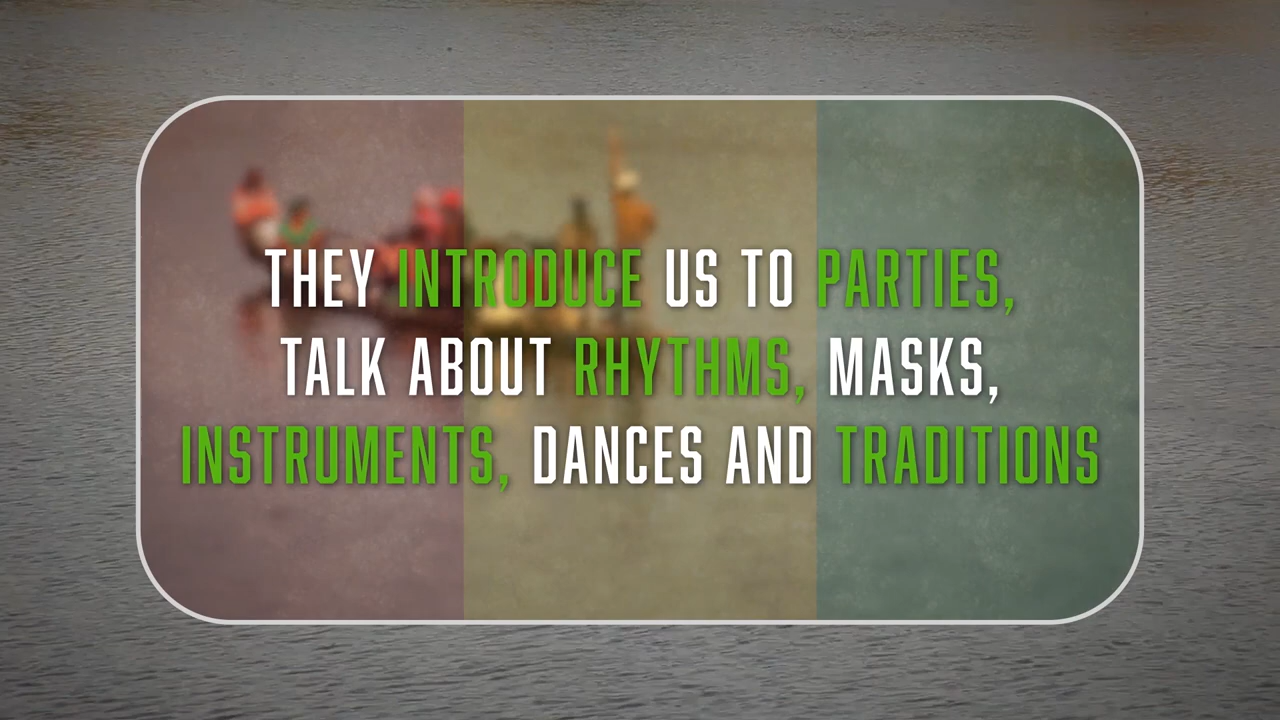 THEY INTRODUCE US TO PARTIES,
TALK ABOUT RHYTHMS, MASKS,
INSTRUMENTS, DANCES AND TRADITIONS